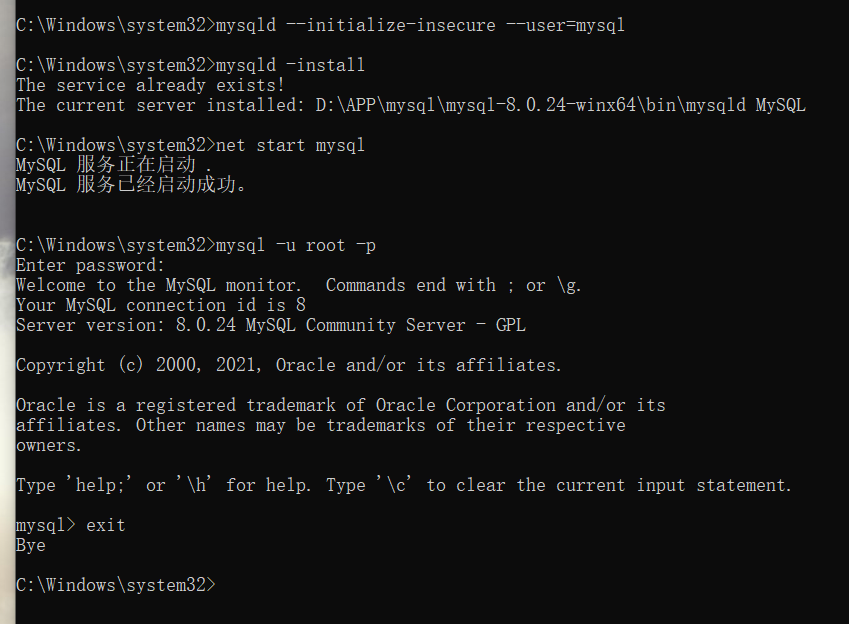 C:\Windows\system32>mysqld --initialize-insecure --user=mysql
C:\Windows\system32>mysqld -install
The service already exists!
The current server installed: D:\APP\mysql\mysql-8.0.24-winx64\bin\mysqld MySQL
C:\Windows\system32>net start mysql
MySQL 服务正在启动 .
MySQL 服务已经启动成功。
C:\Windows\system32>mysql -u root -p
Enter password:
Welcome to the MySQL monitor.  Commands end with ; or \g.
Your MySQL connection id is 8
Server version: 8.0.24 MySQL Community Server - GPL
Copyright (c) 2000, 2021, Oracle and/or its affiliates.
Oracle is a registered trademark of Oracle Corporation and/or its
affiliates. Other names may be trademarks of their respective
owners.
Type 'help;' or '\h' for help. Type '\c' to clear the current input statement.
mysql> exit
Bye
C:\Windows\system32>